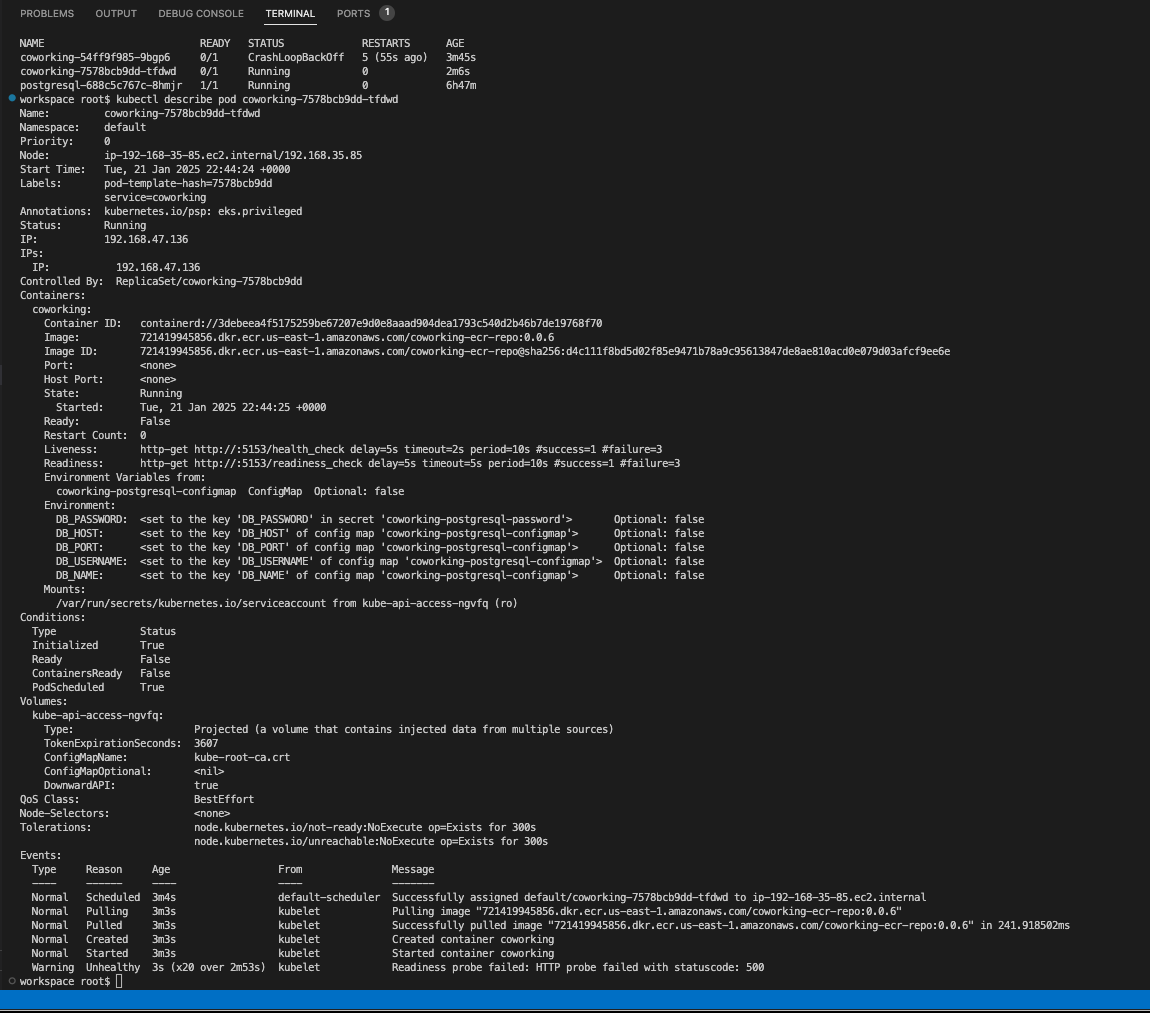 PROBLEMS OUTPUT DEBUG CONSOLE TERMINAL PORTS 1
NAME READY STATUS RESTARTS AGE
coworking-54ff9f985-9bgp6 0/1 CrashLoopBackOff 5 (55s ago) 3m45s
coworking-7578bcb9dd-tfdwd 0/1 Running 0 2m6s
postgresql-688c5c767c-8hmjr 1/1 Running 0 6h47m
workspace root$ kubectl describe pod coworking-7578bcb9dd-tfdwd
Name: coworking-7578bcb9dd-tfdwd
Namespace: default
Priority: 0
Node: ip-192-168-35-85.ec2.internal/192.168.35.85
Start Time: Tue, 21 Jan 2025 22:44:24 +0000
Labels: pod-template-hash=7578bcb9dd
service=coworking
Annotations: kubernetes.io/psp: eks.privileged
Status: Running
IP: 192.168.47.136
IPs:
IP: 192.168.47.136
Controlled By: ReplicaSet/coworking-7578bcb9dd
Containers:
coworking:
Container ID: containerd://3debeea4f5175259be67207e9d0e8aaad904dea1793c540d2b46b7de19768f70
Image: 721419945856.dkr.ecr.us-east-1.amazonaws.com/coworking-ecr-repo:0.0.6
Image ID: 721419945856.dkr.ecr.us-east-1.amazonaws.com/coworking-ecr-repo@sha256:d4c111f8bd5d02f85e9471b78a9c95613847de8ae810acd0e079d03afcf9ee6e
Port: <none>
Host Port: <none>
State: Running
Started: Tue, 21 Jan 2025 22:44:25 +0000
Ready: False
Restart Count: 0
Liveness: http-get http://:5153/health_check delay=5s timeout=2s period=10s #success=1 #failure=3
Readiness: http-get http://:5153/readiness_check delay=5s timeout=5s period=10s #success=1 #failure=3
Environment Variables from:
coworking-postgresql-configmap ConfigMap Optional: false
Environment:
DB_PASSWORD: <set to the key 'DB_PASSWORD' in secret 'coworking-postgresql-password'> Optional: false
DB_HOST: <set to the key 'DB_HOST' of config map 'coworking-postgresql-configmap'> Optional: false
DB_PORT: <set to the key 'DB_PORT' of config map 'coworking-postgresql-configmap'> Optional: false
DB_USERNAME: <set to the key 'DB_USERNAME' of config map 'coworking-postgresql-configmap'> Optional: false
DB_NAME: <set to the key 'DB_NAME' of config map 'coworking-postgresql-configmap'> Optional: false
Mounts:
/var/run/secrets/kubernetes.io/serviceaccount from kube-api-access-ngvfq (ro)
Conditions:
Type Status
Initialized True
Ready False
ContainersReady False
PodScheduled True
Volumes:
kube-api-access-ngvfq:
Type: Projected (a volume that contains injected data from multiple sources)
TokenExpirationSeconds: 3607
ConfigMapName: kube-root-ca.crt
ConfigMapOptional: <nil>
DownwardAPI: true
QoS Class: BestEffort
Node-Selectors: <none>
Tolerations: node.kubernetes.io/not-ready:NoExecute op=Exists for 300s
node.kubernetes.io/unreachable:NoExecute op=Exists for 300s
Events:
Type Reason Age From Message
---- ------ ---- ---- -------
Normal Scheduled 3m4s default-scheduler Successfully assigned default/coworking-7578bcb9dd-tfdwd to ip-192-168-35-85.ec2.internal
Normal Pulling 3m3s kubelet Pulling image "721419945856.dkr.ecr.us-east-1.amazonaws.com/coworking-ecr-repo:0.0.6"
Normal Pulled 3m3s kubelet Successfully pulled image "721419945856.dkr.ecr.us-east-1.amazonaws.com/coworking-ecr-repo:0.0.6" in 241.918502ms
Normal Created 3m3s kubelet Created container coworking
Normal Started 3m3s kubelet Started container coworking
Warning Unhealthy 3s (x20 over 2m53s) kubelet Readiness probe failed: HTTP probe failed with statuscode: 500
workspace root$